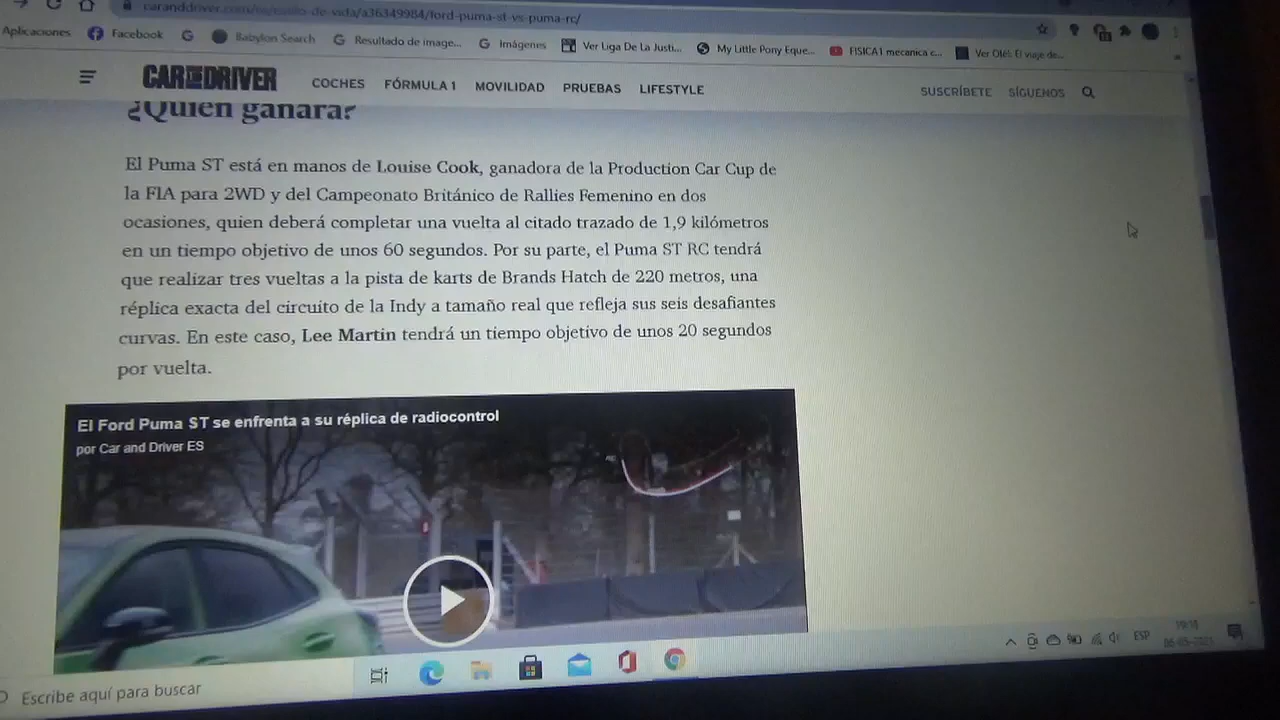 caranddriver.com/es/estilo-de-vida/a36349984/ford-puma-st-vs-puma-rc/
Aplicaciones Facebook Babylon Search Resultado de image... Imágenes Ver Liga De La Justi... My Little Pony Eque... FISICA1 mecanica c... Ver Olé! El viaje de...
CAR AND DRIVER COCHES FÓRMULA 1 MOVILIDAD PRUEBAS LIFESTYLE SUSCRÍBETE SÍGUENOS
¿Quién ganará?
El Puma ST está en manos de Louise Cook, ganadora de la Production Car Cup de
la FIA para 2WD y del Campeonato Británico de Rallies Femenino en dos
ocasiones, quien deberá completar una vuelta al citado trazado de 1,9 kilómetros
en un tiempo objetivo de unos 60 segundos. Por su parte, el Puma ST RC tendrá
que realizar tres vueltas a la pista de karts de Brands Hatch de 220 metros, una
réplica exacta del circuito de la Indy a tamaño real que refleja sus seis desafiantes
curvas. En este caso, Lee Martin tendrá un tiempo objetivo de unos 20 segundos
por vuelta.
El Ford Puma ST se enfrenta a su réplica de radiocontrol
por Car and Driver ES
ESP
Escribe aquí para buscar